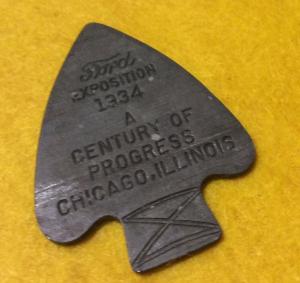 Ford
EXPOSITION
1934
A
CENTURY OF
PROGRESS
CHICAGO, ILLINOIS